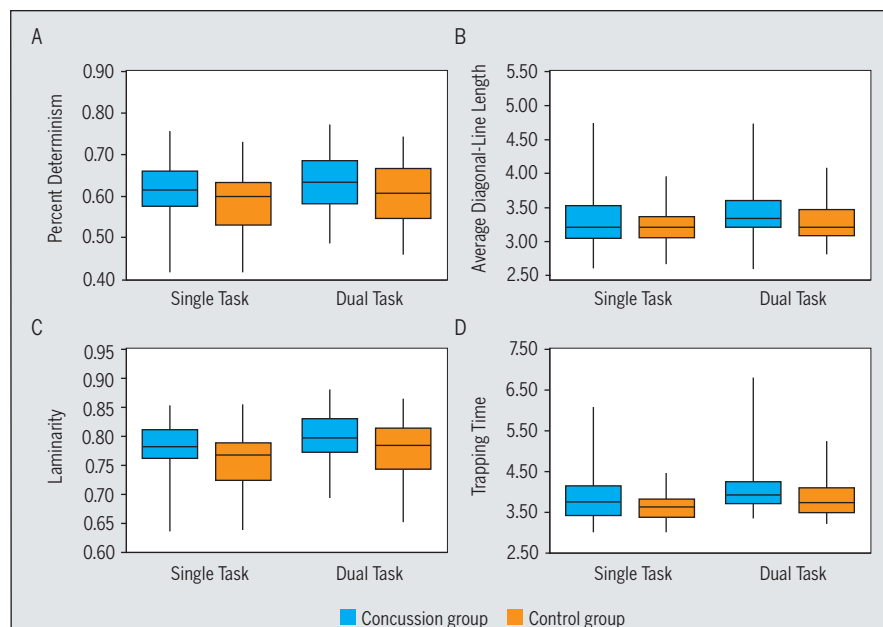 A
Percent Determinism
0.90
0.80
0.70
0.60
0.50
0.40
Single Task
Dual Task
B
Average Diagonal-Line Length
5.50
5.00
4.50
4.00
3.50
3.00
2.50
Single Task
Dual Task
C
Laminarity
0.95
0.90
0.85
0.80
0.75
0.70
0.65
0.60
Single Task
Dual Task
D
Trapping Time
7.50
6.50
5.50
4.50
3.50
2.50
Single Task
Dual Task
Concussion group
Control group